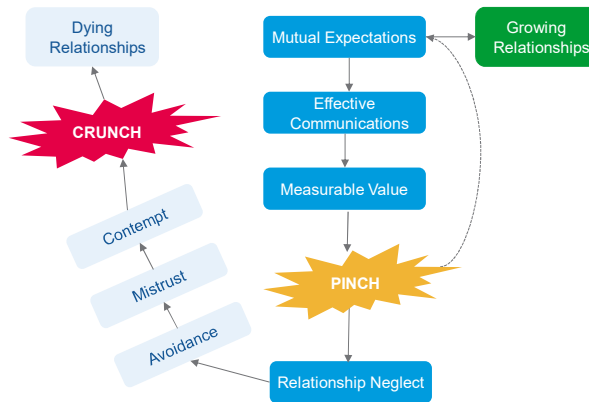 Dying
Relationships
Mutual Expectations
Growing
Relationships
CRUNCH
Effective
Communications
Measurable Value
Contempt
Mistrust
PINCH
Avoidance
Relationship Neglect